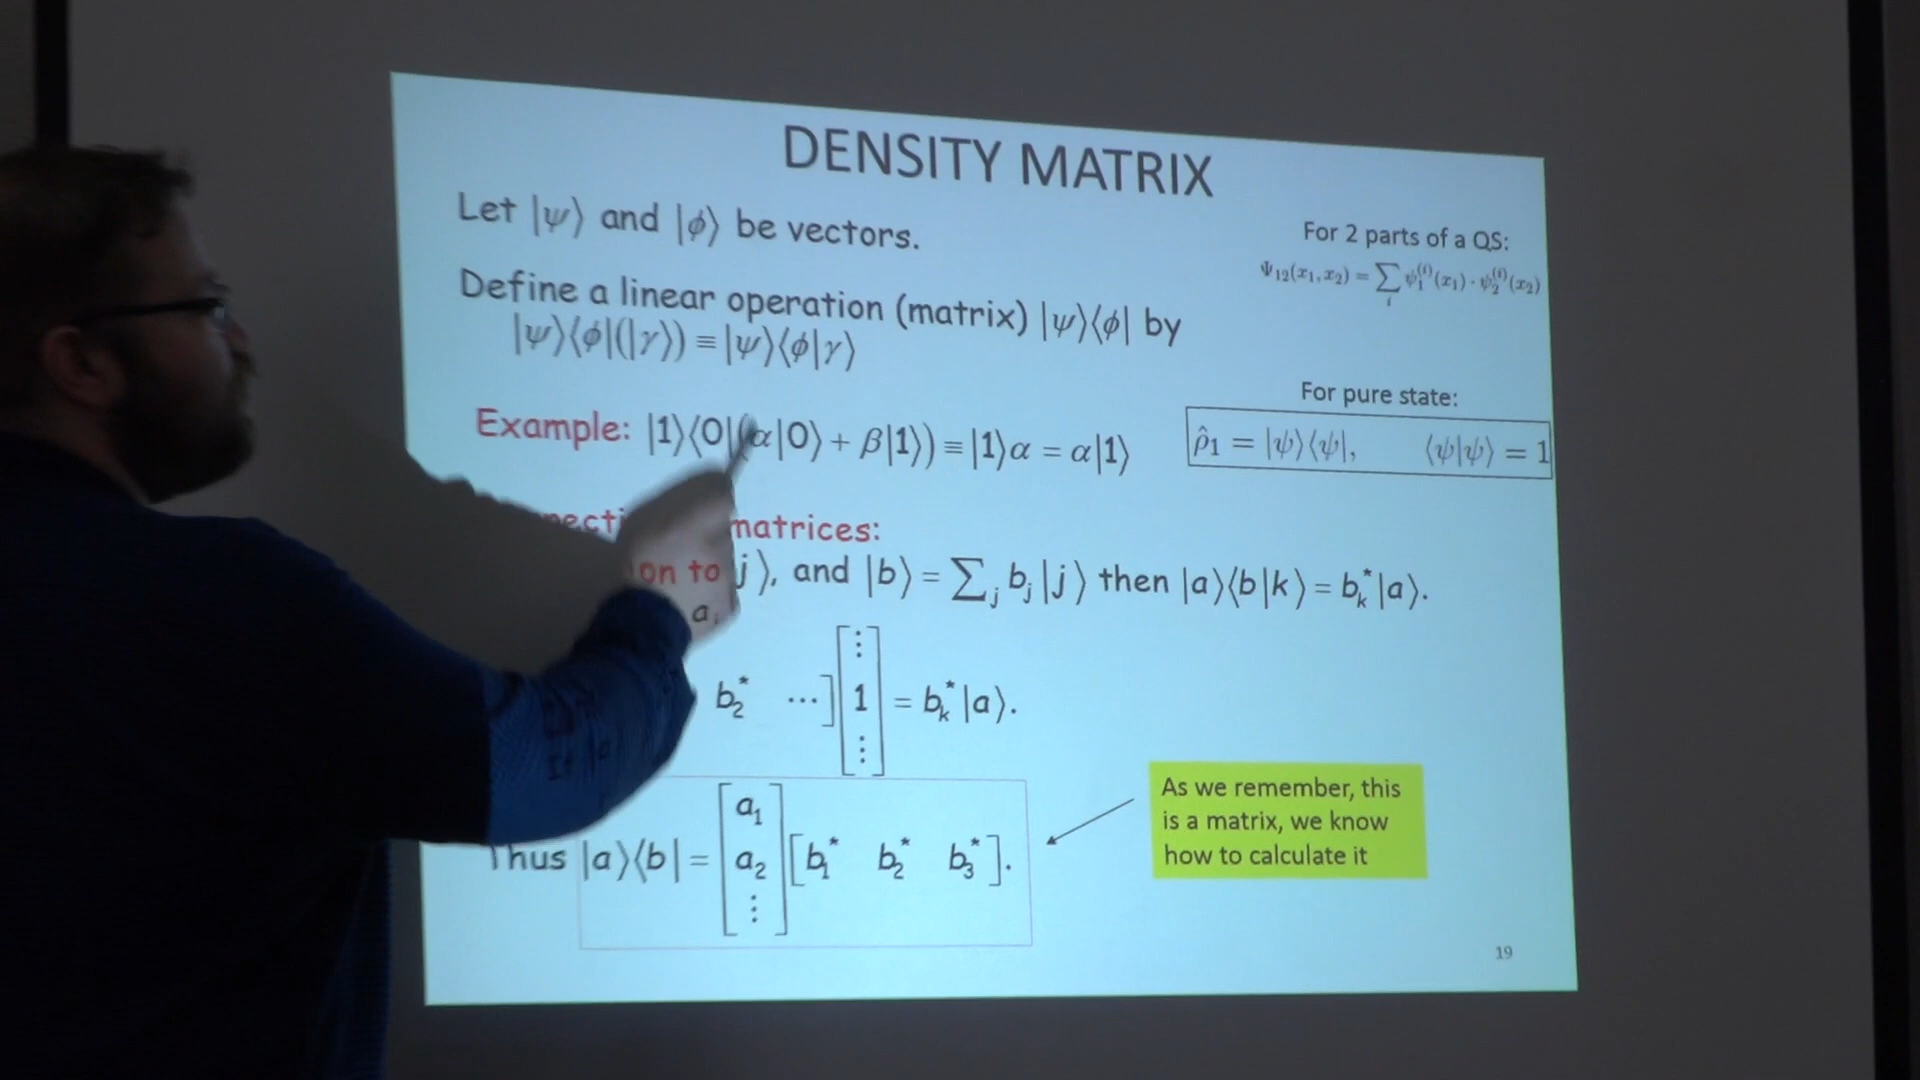 DENSITY MATRIX
Let |ψ⟩ and |ϕ⟩ be vectors.
For 2 parts of a QS:
Ψ₁₂(x₁, x₂) = ∑ᵢ ψ₁⁽ⁱ⁾(x₁) · ψ₂⁽ⁱ⁾(x₂)
Define a linear operation (matrix) |ψ⟩⟨ϕ| by
|ψ⟩⟨ϕ|(|γ⟩) ≡ |ψ⟩⟨ϕ|γ⟩
For pure state:
ρ̂₁ = |ψ⟩⟨ψ|, ⟨ψ|ψ⟩ = 1
Example: |1⟩⟨0|(α|0⟩ + β|1⟩) ≡ |1⟩α = α|1⟩
matrices:
on to j⟩, and |b⟩ = ∑ⱼ bⱼ|j⟩ then |a⟩⟨b|k⟩ = bₖ*|a⟩.
b₂* ⋯] [⋮ 1 ⋮] = bₖ*|a⟩.
Thus |a⟩⟨b| = [a₁ a₂ ⋮] [b₁* b₂* b₃*].
As we remember, this
is a matrix, we know
how to calculate it
19